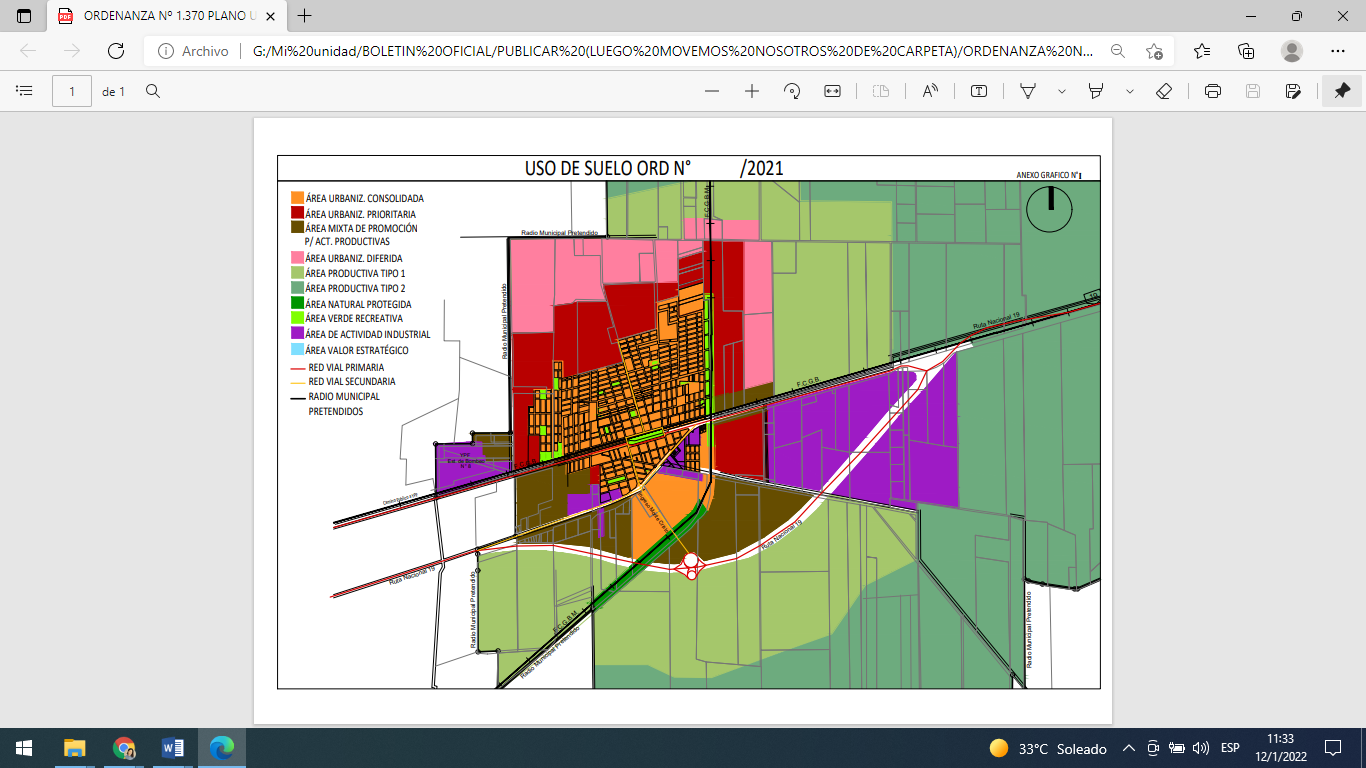 ORDENANZA Nº 1.370 PLANO U
Archivo
G:/Mi%20unidad/BOLETIN%20OFICIAL/PUBLICAR%20(LUEGO%20MOVEMOS%20NOSOTROS%20DE%20CARPETA)/ORDENANZA%20N...
1 de 1
USO DE SUELO ORD N° /2021
ANEXO GRAFICO N°I
ÁREA URBANIZ. CONSOLIDADA
ÁREA URBANIZ. PRIORITARIA
ÁREA MIXTA DE PROMOCIÓN
P/ ACT. PRODUCTIVAS
ÁREA URBANIZ. DIFERIDA
ÁREA PRODUCTIVA TIPO 1
ÁREA PRODUCTIVA TIPO 2
ÁREA NATURAL PROTEGIDA
ÁREA VERDE RECREATIVA
ÁREA DE ACTIVIDAD INDUSTRIAL
ÁREA VALOR ESTRATÉGICO
RED VIAL PRIMARIA
RED VIAL SECUNDARIA
RADIO MUNICIPAL
PRETENDIDOS
Radio Municipal Pretendido
F.C.G.B.M.
Radio Municipal Pretendido
Ruta Nacional 19
F.C.G.B.
Ruta Nacional 19
Ruta Nacional 19
Radio Municipal Pretendido
F.C.G.B.M.
Radio Municipal Pretendido
Radio Municipal Pretendido
33°C Soleado
ESP
11:33
12/1/2022